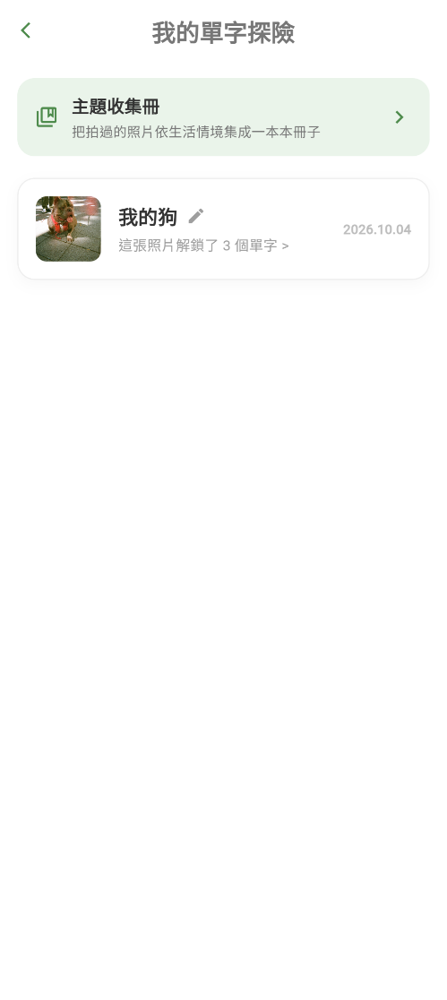 我的單字探險
主題收集冊
把拍過的照片依生活情境集成一本本冊子
我的狗
這張照片解鎖了 3 個單字 >
2026.10.04